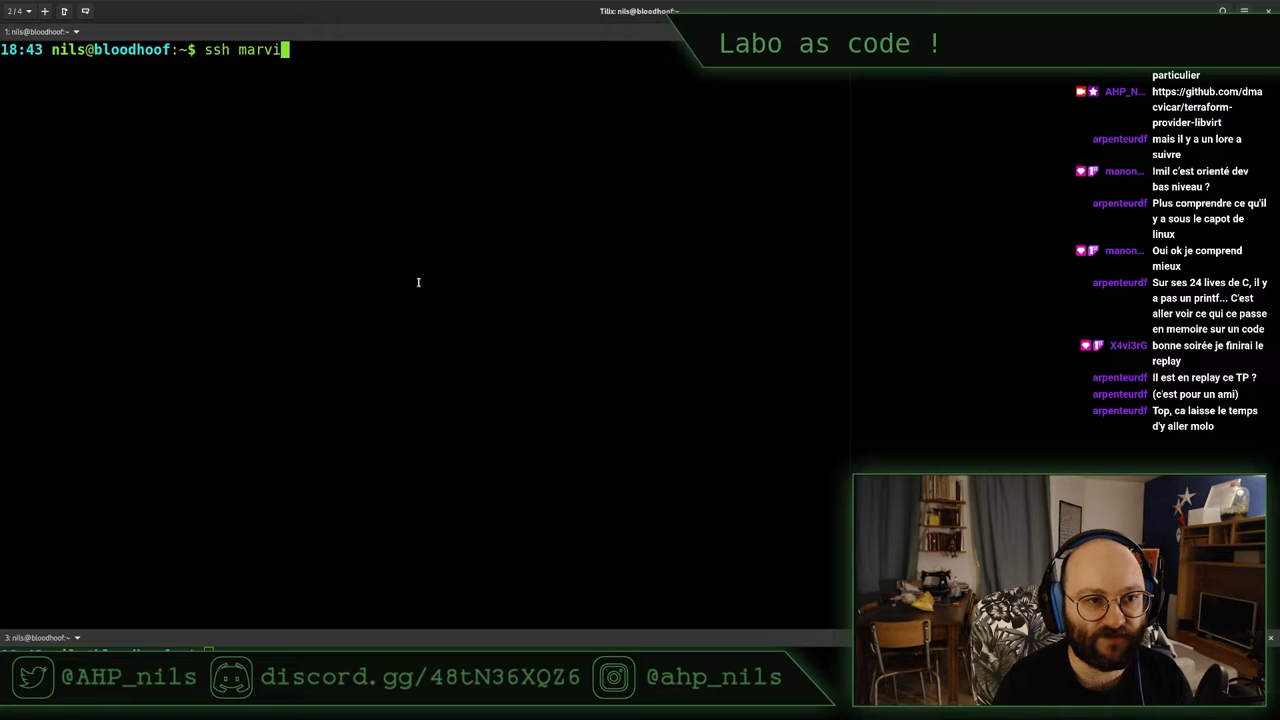 2/4
Tilix: nils@bloodhoof:~
1: nils@bloodhoof:~
18:43 nils@bloodhoof:~$ ssh marvi
Labo as code !
particulier
AHP_N... https://github.com/dma
cvicar/terraform-
provider-libvirt
arpenteurdf mais il y a un lore a
suivre
manon... Imil c'est orienté dev
bas niveau ?
arpenteurdf Plus comprendre ce qu'il
y a sous le capot de
linux
manon... Oui ok je comprend
mieux
arpenteurdf Sur ses 24 lives de C, il y
a pas un printf... C'est
aller voir ce qui ce passe
en memoire sur un code
X4vi3rG bonne soirée je finirai le
replay
arpenteurdf Il est en replay ce TP ?
arpenteurdf (c'est pour un ami)
arpenteurdf Top, ca laisse le temps
d'y aller molo
3: nils@bloodhoof:~
@AHP_nils discord.gg/48tN36XQZ6 @ahp_nils